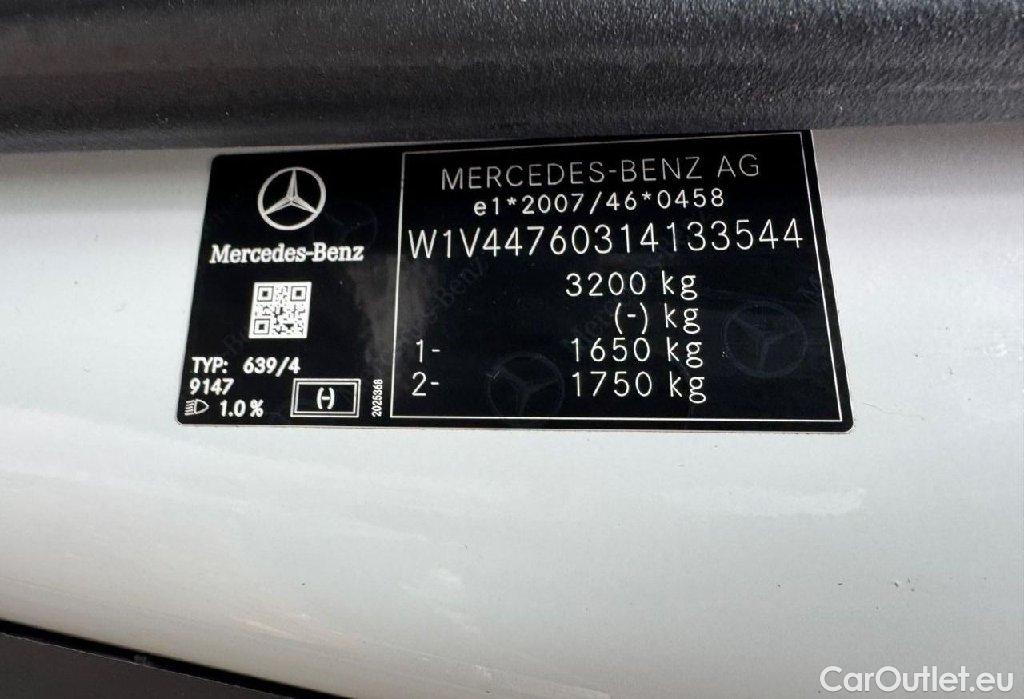 Mercedes-Benz
TYP: 639/4
9147
1.0 %
(-)
2025368
MERCEDES-BENZ AG
e1*2007/46*0458
W1V44760314133544
3200 kg
(-) kg
1- 1650 kg
2- 1750 kg
CarOutlet.eu